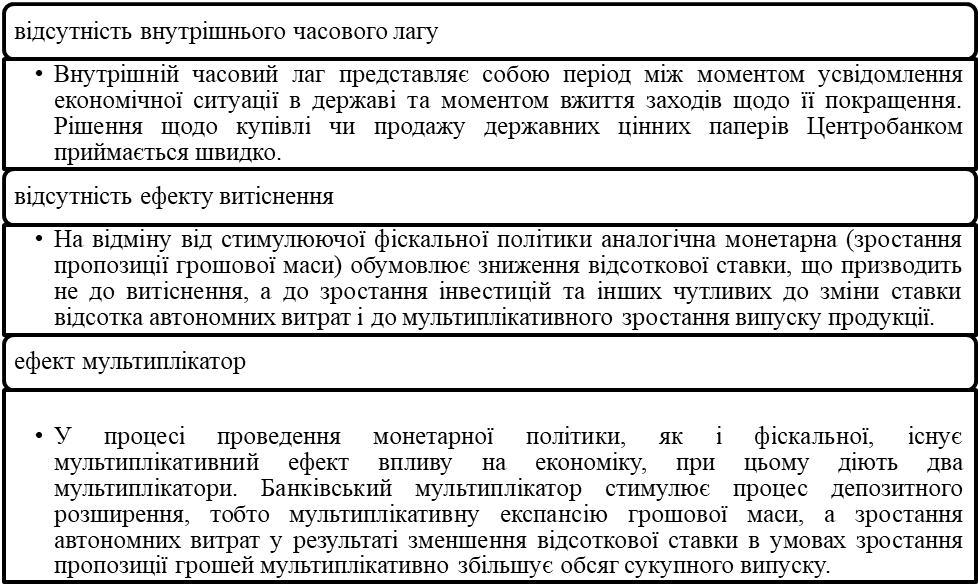 відсутність внутрішнього часового лагу
• Внутрішній часовий лаг представляє собою період між моментом усвідомлення
економічної ситуації в державі та моментом вжиття заходів щодо її покращення.
Рішення щодо купівлі чи продажу державних цінних паперів Центробанком
приймається швидко.
відсутність ефекту витіснення
• На відміну від стимулюючої фіскальної політики аналогічна монетарна (зростання
пропозиції грошової маси) обумовлює зниження відсоткової ставки, що призводить
не до витіснення, а до зростання інвестицій та інших чутливих до зміни ставки
відсотка автономних витрат і до мультиплікативного зростання випуску продукції.
ефект мультиплікатор
• У процесі проведення монетарної політики, як і фіскальної, існує
мультиплікативний ефект впливу на економіку, при цьому діють два
мультиплікатори. Банківський мультиплікатор стимулює процес депозитного
розширення, тобто мультиплікативну експансію грошової маси, а зростання
автономних витрат у результаті зменшення відсоткової ставки в умовах зростання
пропозиції грошей мультиплікативно збільшує обсяг сукупного випуску.